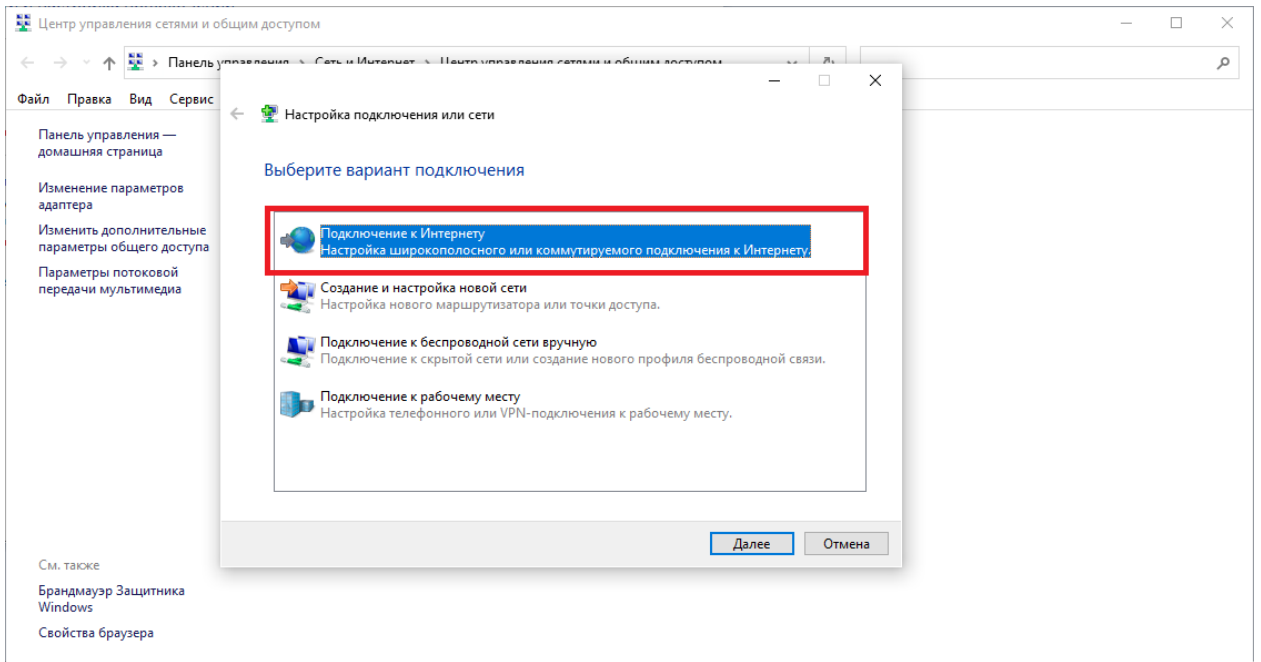 Центр управления сетями и общим доступом
Панель управления > Сеть и Интернет > Центр управления сетями и общим доступом
Файл Правка Вид Сервис
Настройка подключения или сети
Панель управления —
домашняя страница
Изменение параметров
адаптера
Изменить дополнительные
параметры общего доступа
Параметры потоковой
передачи мультимедиа
Выберите вариант подключения
Подключение к Интернету
Настройка широкополосного или коммутируемого подключения к Интернету.
Создание и настройка новой сети
Настройка нового маршрутизатора или точки доступа.
Подключение к беспроводной сети вручную
Подключение к скрытой сети или создание нового профиля беспроводной связи.
Подключение к рабочему месту
Настройка телефонного или VPN-подключения к рабочему месту.
Далее Отмена
См. также
Брандмауэр Защитника
Windows
Свойства браузера